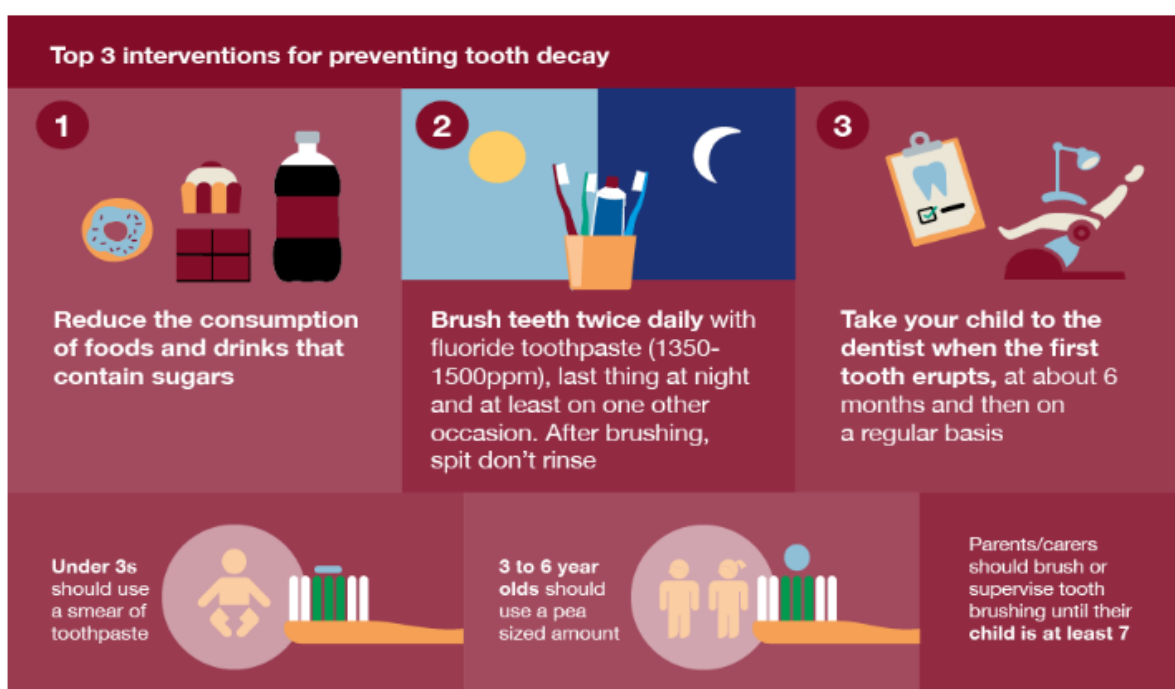 Top 3 interventions for preventing tooth decay
1
Reduce the consumption
of foods and drinks that
contain sugars
2
Brush teeth twice daily with
fluoride toothpaste (1350-
1500ppm), last thing at night
and at least on one other
occasion. After brushing,
spit don't rinse
3
Take your child to the
dentist when the first
tooth erupts, at about 6
months and then on
a regular basis
Under 3s
should use
a smear of
toothpaste
3 to 6 year
olds should
use a pea
sized amount
Parents/carers
should brush or
supervise tooth
brushing until their
child is at least 7